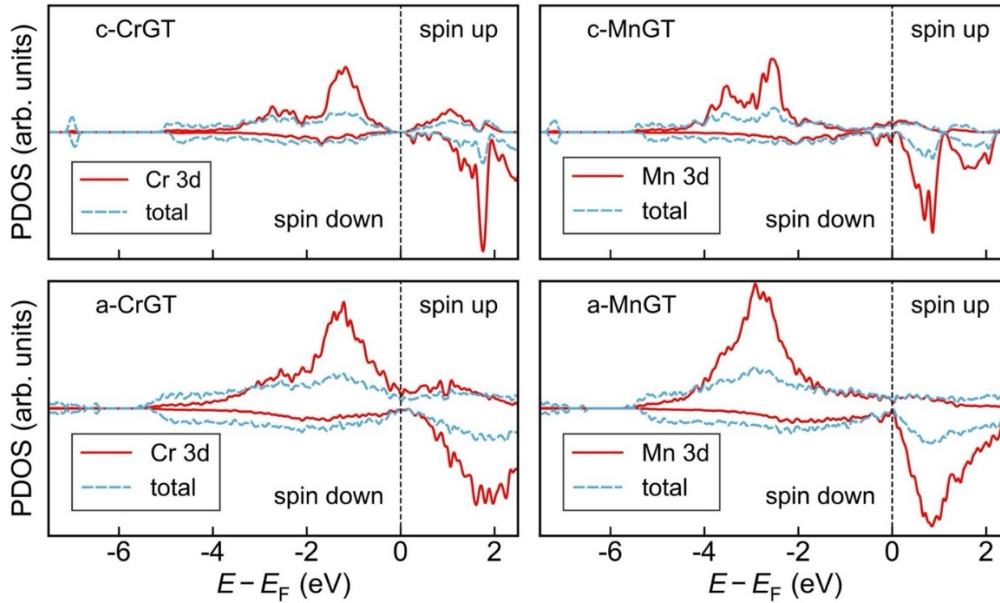 c-CrGT
spin up
PDOS (arb. units)
Cr 3d
total
spin down
c-MnGT
spin up
Mn 3d
total
spin down
a-CrGT
spin up
PDOS (arb. units)
Cr 3d
total
spin down
-6
-4
-2
0
2
E − E_F (eV)
a-MnGT
spin up
Mn 3d
total
spin down
-6
-4
-2
0
2
E − E_F (eV)